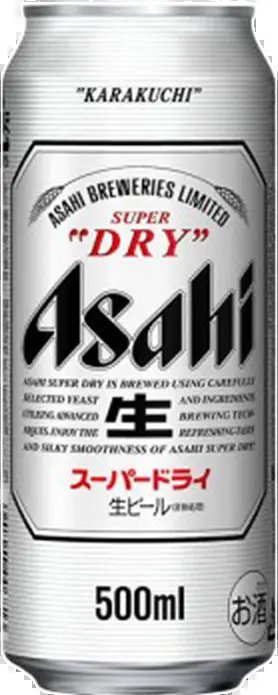 "KARAKUCHI"
ASAHI BREWERIES LIMITED
SUPER
"DRY"
Asahi
ASAHI SUPER DRY IS BREWED USING CAREFULLY
SELECTED YEAST AND INGREDIENTS
UTILISING ADVANCED 生 BREWING TECH-
NIQUES. ENJOY THE REFRESHING TASTE
AND SILKY SMOOTHNESS OF ASAHI SUPER DRY.
スーパードライ
生ビール
500ml
お酒